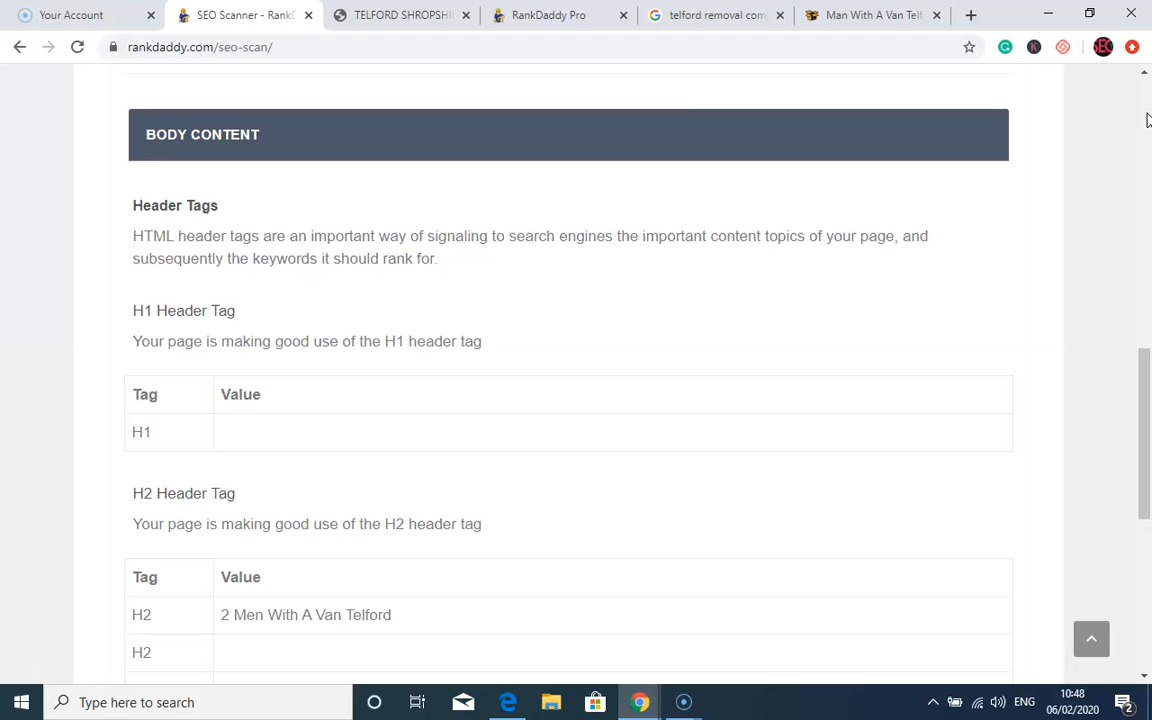 Your Account
SEO Scanner - RankD
TELFORD SHROPSHI
RankDaddy Pro
telford removal com
Man With A Van Telf
rankdaddy.com/seo-scan/
BODY CONTENT
Header Tags
HTML header tags are an important way of signaling to search engines the important content topics of your page, and
subsequently the keywords it should rank for.
H1 Header Tag
Your page is making good use of the H1 header tag
Tag Value
H1
H2 Header Tag
Your page is making good use of the H2 header tag
Tag Value
H2 2 Men With A Van Telford
H2
Type here to search
ENG
10:48
06/02/2020
2